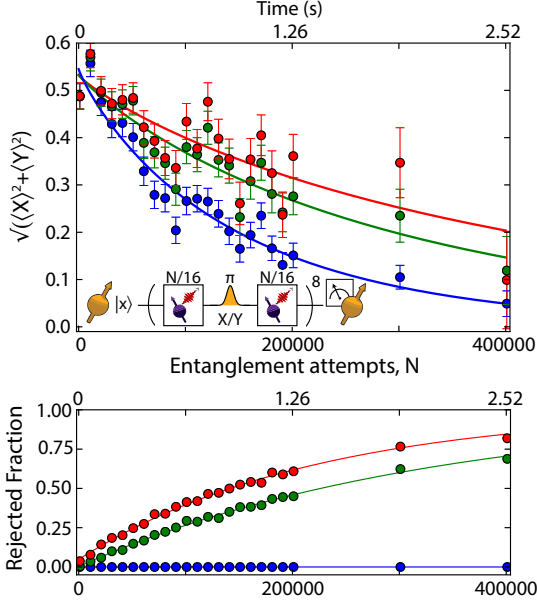 Time (s)
0 1.26 2.52
0.6
0.5
0.4
0.3
0.2
0.1
0.0
√(⟨X⟩²+⟨Y⟩²)
N/16 π N/16 8
|x⟩ ( X/Y )
0 200000 400000
Entanglement attempts, N
0 1.26 2.52
1.00
0.75
0.50
0.25
0.00
Rejected Fraction
0 200000 400000